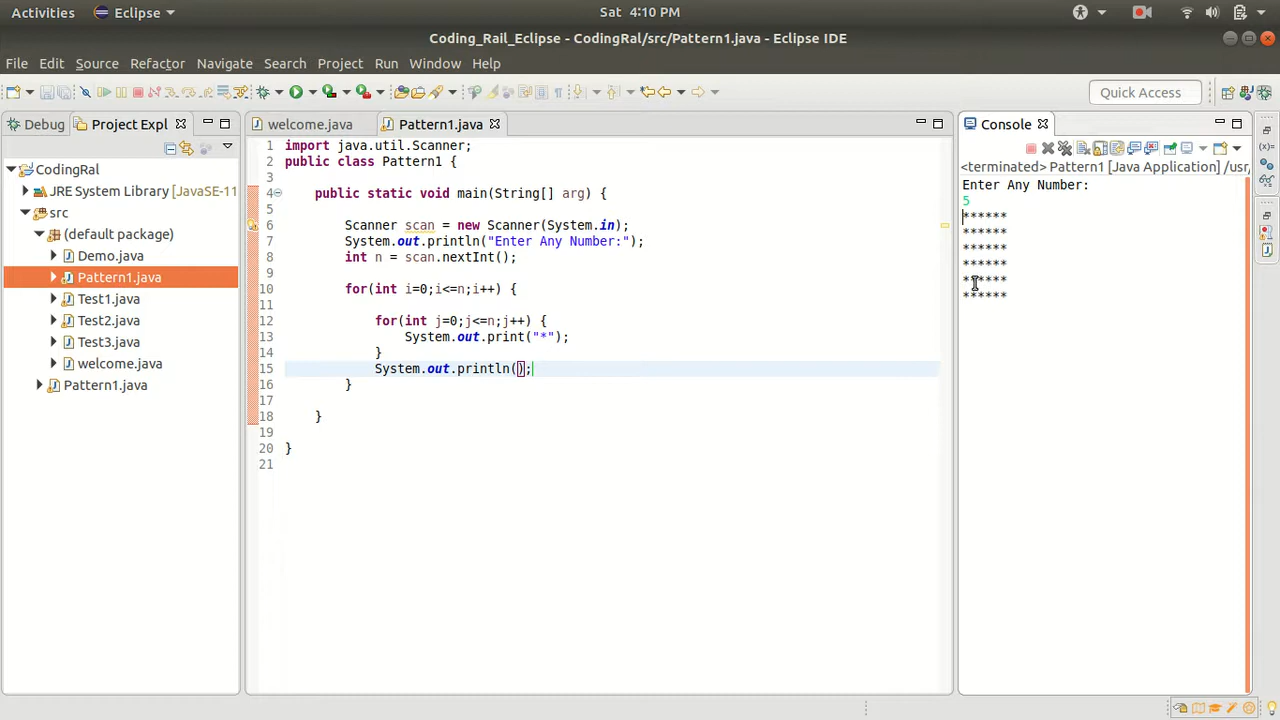 Activities Eclipse Sat 4:10 PM
Coding_Rail_Eclipse - CodingRal/src/Pattern1.java - Eclipse IDE
File Edit Source Refactor Navigate Search Project Run Window Help
Quick Access
Debug Project Expl
CodingRal
JRE System Library [JavaSE-11
src
(default package)
Demo.java
Pattern1.java
Test1.java
Test2.java
Test3.java
welcome.java
Pattern1.java
welcome.java Pattern1.java
1 import java.util.Scanner;
2 public class Pattern1 {
3
4 public static void main(String[] arg) {
5
6 Scanner scan = new Scanner(System.in);
7 System.out.println("Enter Any Number:");
8 int n = scan.nextInt();
9
10 for(int i=0;i<=n;i++) {
11
12 for(int j=0;j<=n;j++) {
13 System.out.print("*");
14 }
15 System.out.println();
16 }
17
18 }
19
20 }
21
Console
<terminated> Pattern1 [Java Application] /usr/
Enter Any Number:
5
******
******
******
******
******
******